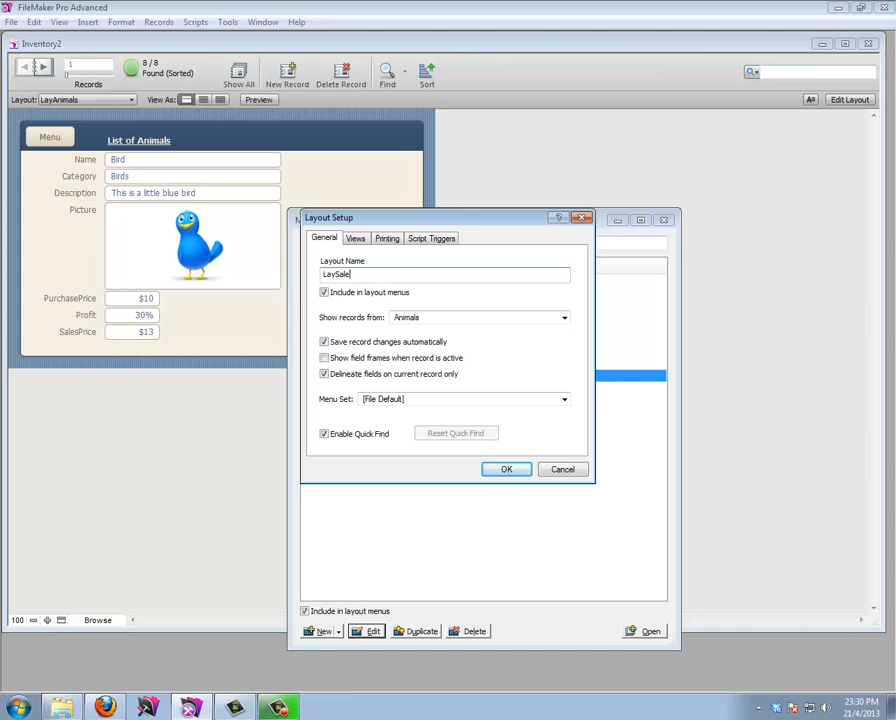 FileMaker Pro Advanced
File Edit View Insert Format Records Scripts Tools Window Help
Inventory2
1
8 / 8
Found (Sorted)
Records
Show All
New Record
Delete Record
Find
Sort
Layout: LayAnimals
View As:
Preview
Aa
Edit Layout
Menu
List of Animals
Name Bird
Category Birds
Description This is a little blue bird
Picture
PurchasePrice $10
Profit 30%
SalesPrice $13
Layout Setup
General Views Printing Script Triggers
Layout Name
LaySale
Include in layout menus
Show records from: Animals
Save record changes automatically
Show field frames when record is active
Delineate fields on current record only
Menu Set: [File Default]
Enable Quick Find
Reset Quick Find
OK
Cancel
Include in layout menus
New
Edit
Duplicate
Delete
Open
100
Browse
23:30 PM
21/4/2013